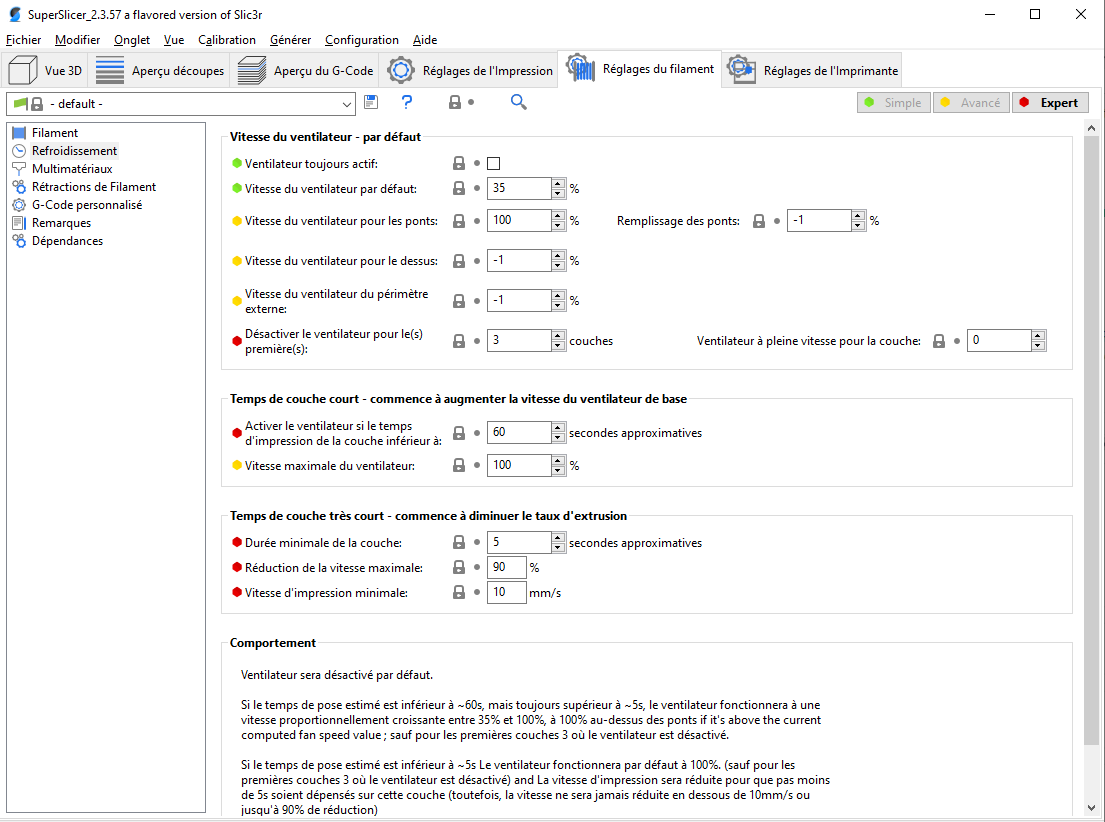 SuperSlicer_2.3.57 a flavored version of Slic3r
Fichier Modifier Onglet Vue Calibration Générer Configuration Aide
Vue 3D Aperçu découpes Aperçu du G-Code Réglages de l'Impression Réglages du filament Réglages de l'Imprimante
- default - ? Simple Avancé Expert
Filament
Refroidissement
Multimatériaux
Rétractions de Filament
G-Code personnalisé
Remarques
Dépendances
Vitesse du ventilateur - par défaut
Ventilateur toujours actif:
Vitesse du ventilateur par défaut: 35 %
Vitesse du ventilateur pour les ponts: 100 % Remplissage des ponts: -1 %
Vitesse du ventilateur pour le dessus: -1 %
Vitesse du ventilateur du périmètre
externe: -1 %
Désactiver le ventilateur pour le(s)
première(s): 3 couches Ventilateur à pleine vitesse pour la couche: 0
Temps de couche court - commence à augmenter la vitesse du ventilateur de base
Activer le ventilateur si le temps
d'impression de la couche inférieur à: 60 secondes approximatives
Vitesse maximale du ventilateur: 100 %
Temps de couche très court - commence à diminuer le taux d'extrusion
Durée minimale de la couche: 5 secondes approximatives
Réduction de la vitesse maximale: 90 %
Vitesse d'impression minimale: 10 mm/s
Comportement
Ventilateur sera désactivé par défaut.
Si le temps de pose estimé est inférieur à ~60s, mais toujours supérieur à ~5s, le ventilateur fonctionnera à une
vitesse proportionnellement croissante entre 35% et 100%, à 100% au-dessus des ponts if it's above the current
computed fan speed value ; sauf pour les premières couches 3 où le ventilateur est désactivé.
Si le temps de pose estimé est inférieur à ~5s Le ventilateur fonctionnera par défaut à 100%. (sauf pour les
premières couches 3 où le ventilateur est désactivé) and La vitesse d'impression sera réduite pour que pas moins
de 5s soient dépensés sur cette couche (toutefois, la vitesse ne sera jamais réduite en dessous de 10mm/s ou
jusqu'à 90% de réduction)